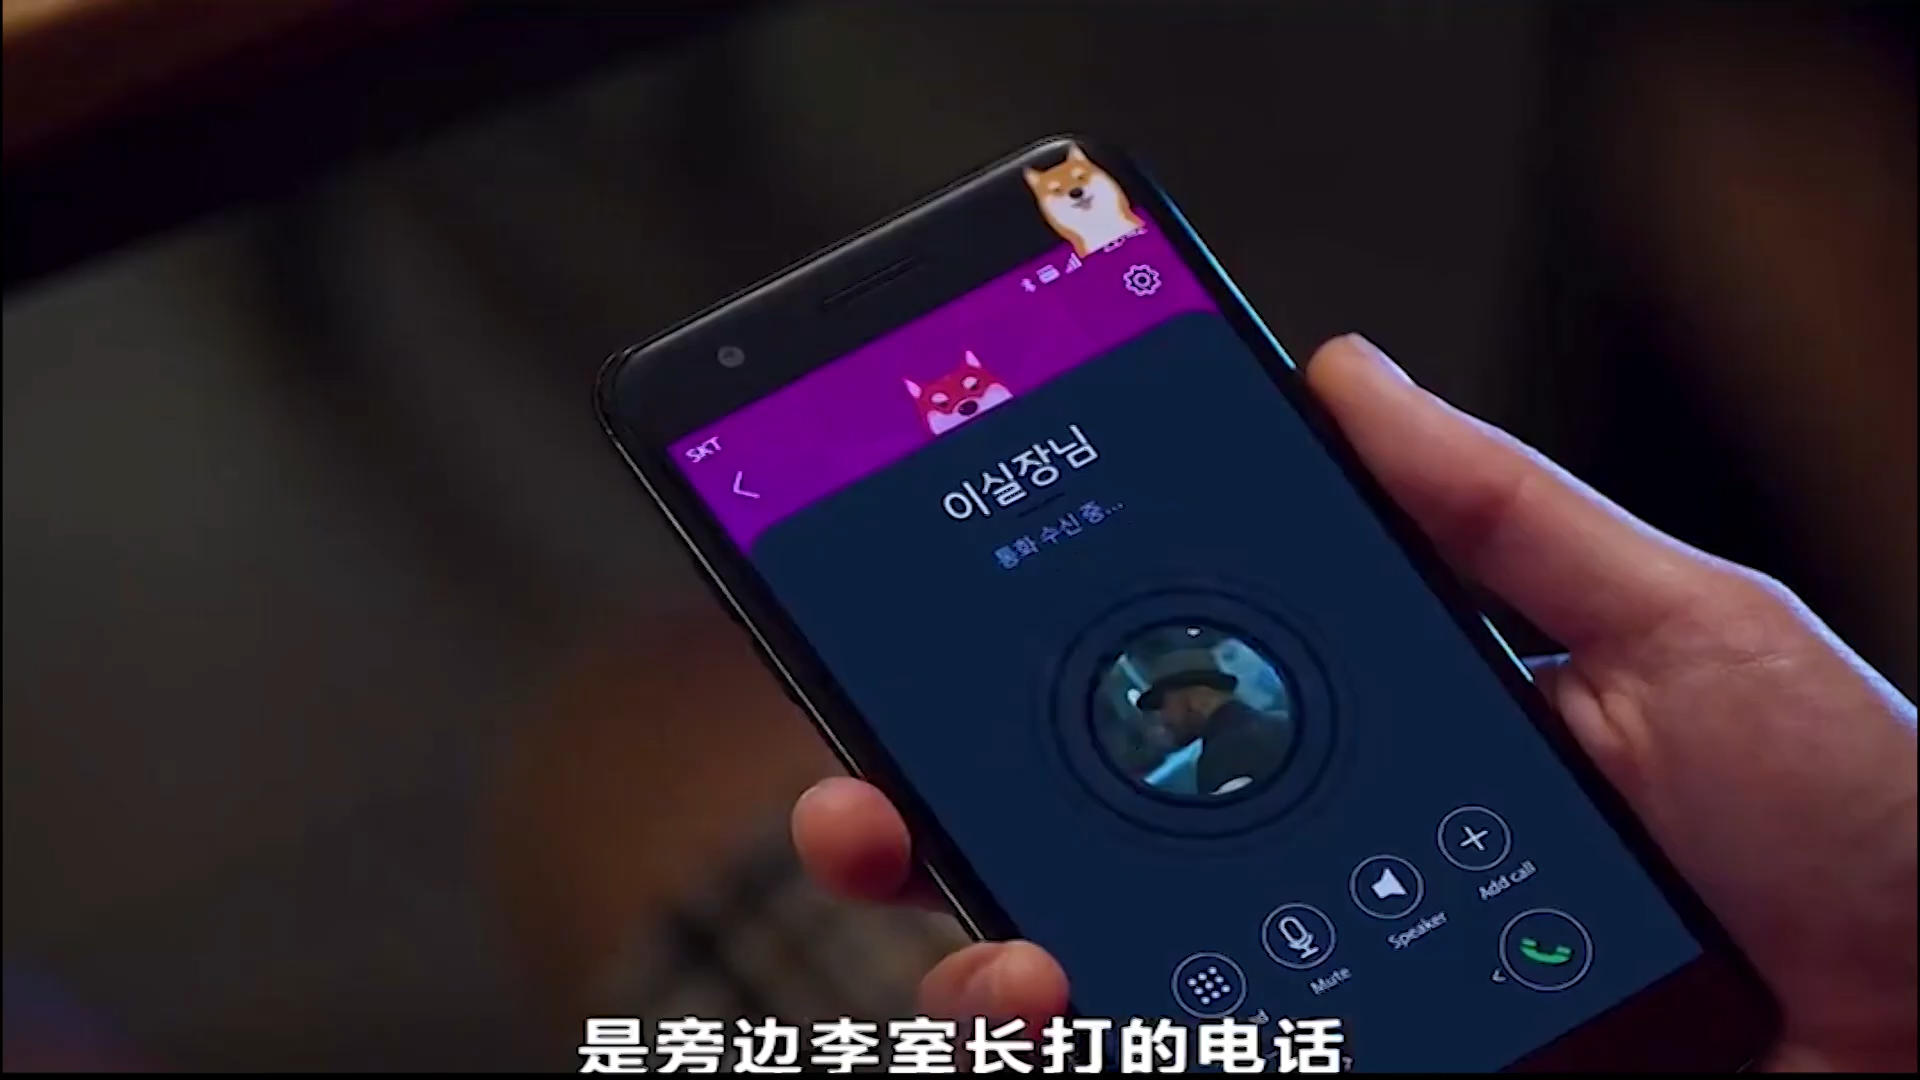 SKT
이실장님
통화 수신 중...
Add call
Speaker
Mute
是旁边李室长打的电话